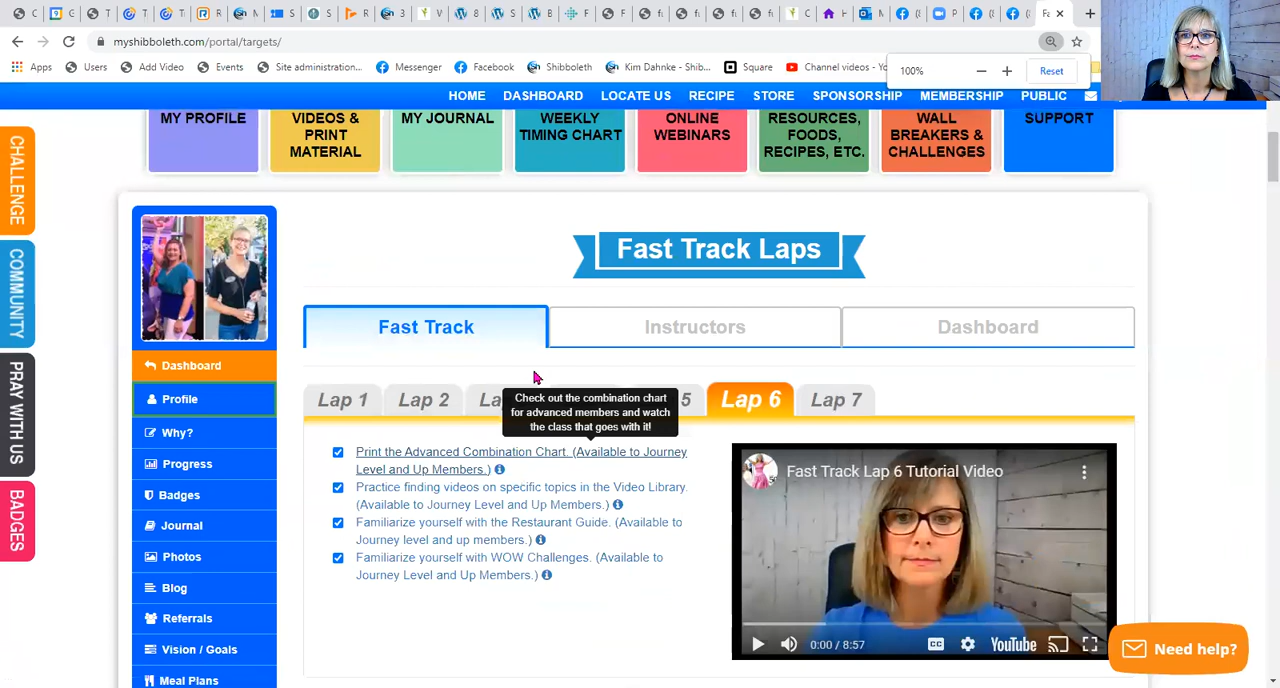 myshibboleth.com/portal/targets/
Apps Users Add Video Events Site administration... Messenger Shibboleth Kim Dahnke - Shib... Square Channel videos
100% Reset
HOME DASHBOARD LOCATE US RECIPE STORE SPONSORSHIP MEMBERSHIP PUBLIC
MY PROFILE
VIDEOS &
PRINT
MATERIAL
MY JOURNAL
WEEKLY
TIMING CHART
ONLINE
WEBINARS
RESOURCES,
FOODS,
RECIPES, ETC.
WALL
BREAKERS &
CHALLENGES
SUPPORT
CHALLENGE
COMMUNITY
PRAY WITH US
BADGES
Dashboard
Profile
Why?
Progress
Badges
Journal
Photos
Blog
Referrals
Vision / Goals
Meal Plans
Fast Track Laps
Fast Track Instructors Dashboard
Lap 1 Lap 2 5 Lap 6 Lap 7
Check out the combination chart
for advanced members and watch
the class that goes with it!
Print the Advanced Combination Chart. (Available to Journey
Level and Up Members.)
Practice finding videos on specific topics in the Video Library.
(Available to Journey Level and Up Members.)
Familiarize yourself with the Restaurant Guide. (Available to
Journey level and up members.)
Familiarize yourself with WOW Challenges. (Available to
Journey Level and Up Members.)
Fast Track Lap 6 Tutorial Video
0:00 / 8:57 CC YouTube
Need help?